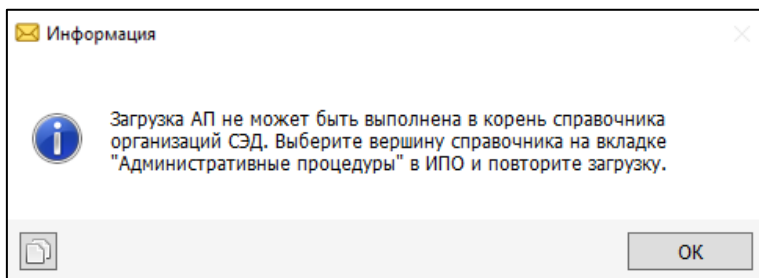 Информация
Загрузка АП не может быть выполнена в корень справочника
организаций СЭД. Выберите вершину справочника на вкладке
"Административные процедуры" в ИПО и повторите загрузку.
ОК